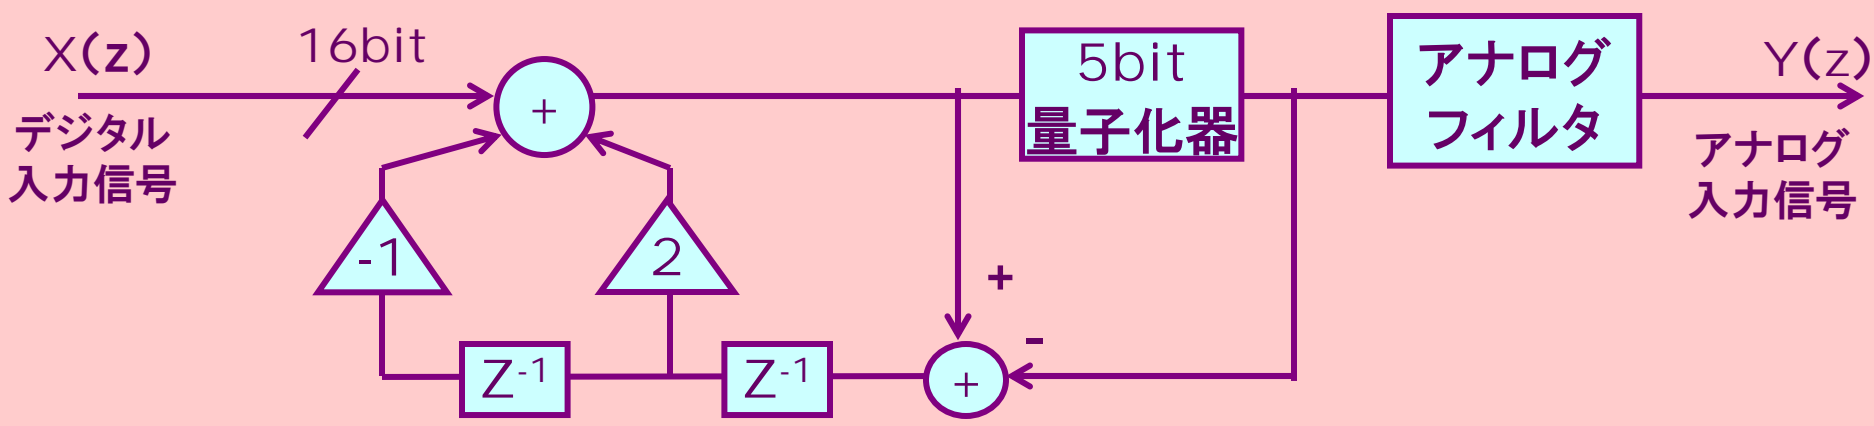 X(z)
デジタル
入力信号
16bit
+
-1
2
Z-1
Z-1
+
-
+
5bit
量子化器
アナログ
フィルタ
Y(z)
アナログ
入力信号